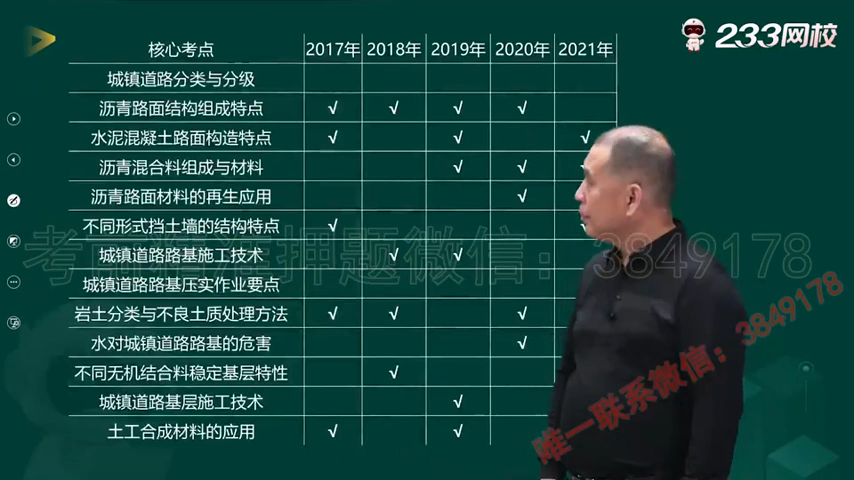 233网校
核心考点 2017年 2018年 2019年 2020年 2021年
城镇道路分类与分级
沥青路面结构组成特点 √ √ √ √
水泥混凝土路面构造特点 √ √ √
沥青混合料组成与材料 √ √
沥青路面材料的再生应用 √
不同形式挡土墙的结构特点 √
城镇道路路基施工技术 √ √
城镇道路路基压实作业要点
岩土分类与不良土质处理方法 √ √ √
水对城镇道路路基的危害 √
不同无机结合料稳定基层特性 √
城镇道路基层施工技术 √
土工合成材料的应用 √ √
考前精准押题微信：3849178
唯一联系微信：3849178